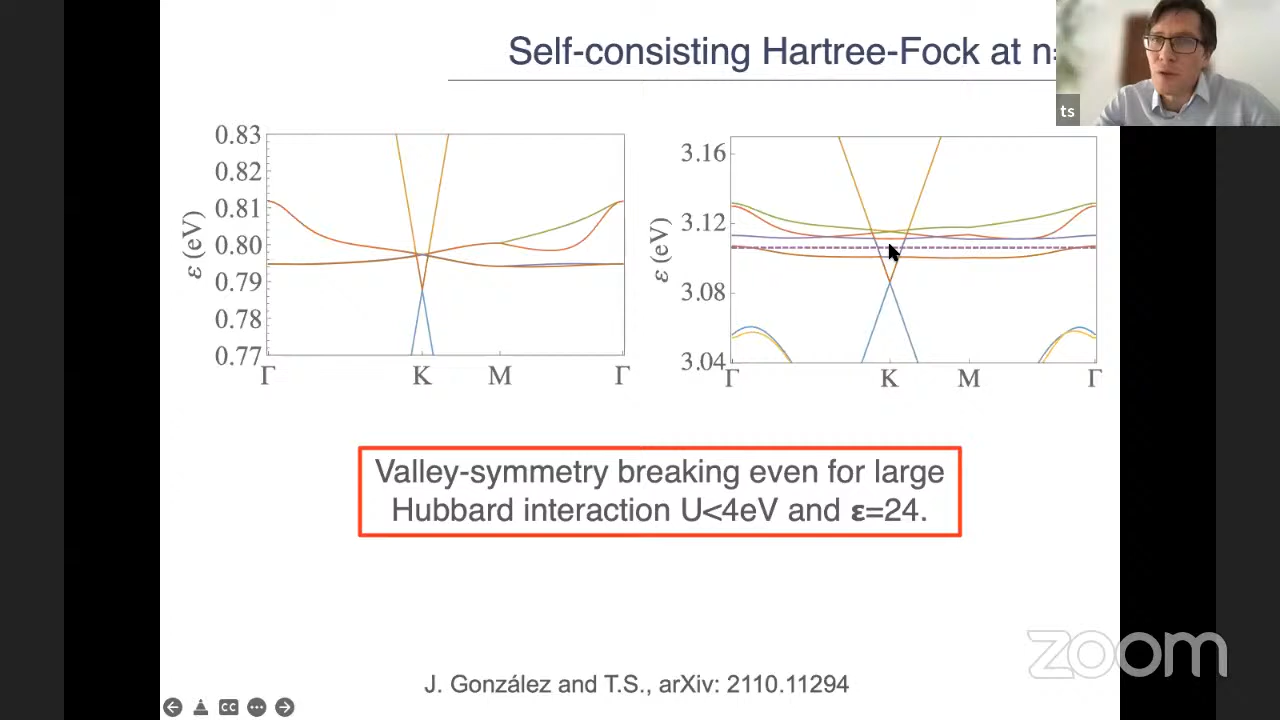 Self-consisting Hartree-Fock at n=
ts
0.83
0.82
0.81
0.80
0.79
0.78
0.77
ε (eV)
Γ K M Γ
3.16
3.12
3.08
3.04
ε (eV)
Γ K M Γ
Valley-symmetry breaking even for large
Hubbard interaction U<4eV and ε=24.
zoom
J. González and T.S., arXiv: 2110.11294
CC